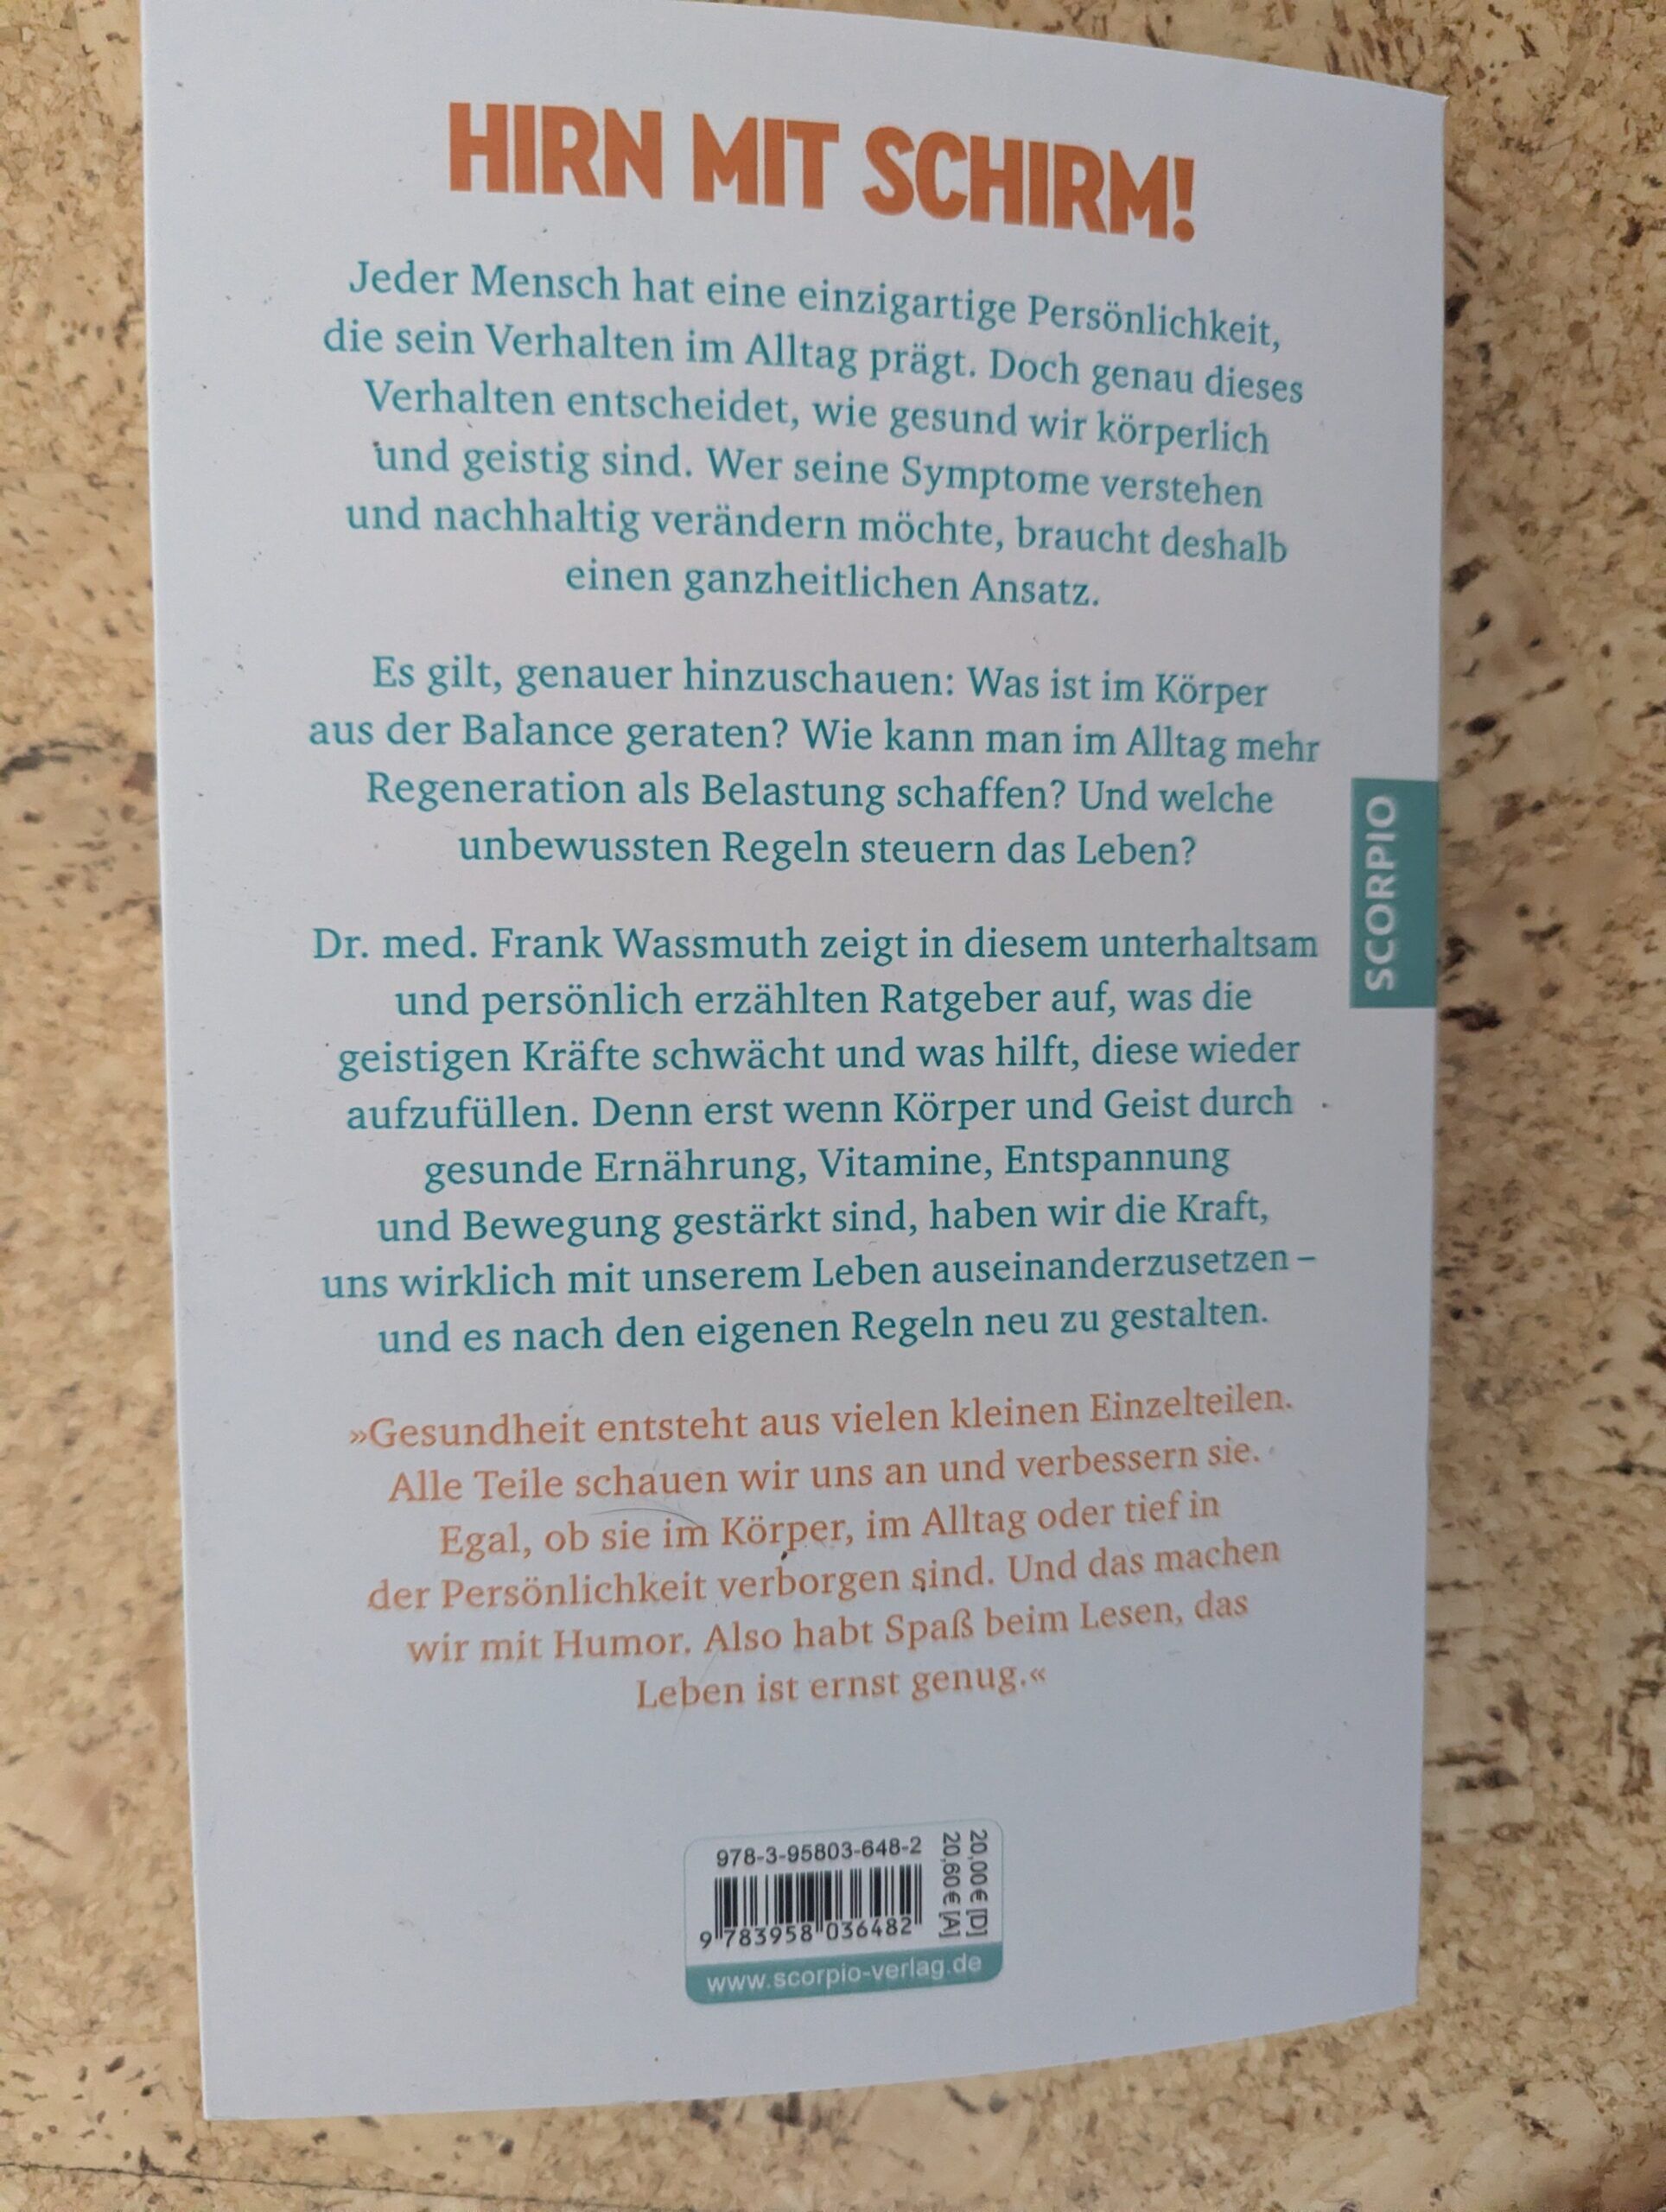 HIRN MIT SCHIRM!
Jeder Mensch hat eine einzigartige Persönlichkeit,
die sein Verhalten im Alltag prägt. Doch genau dieses
Verhalten entscheidet, wie gesund wir körperlich
und geistig sind. Wer seine Symptome verstehen
und nachhaltig verändern möchte, braucht deshalb
einen ganzheitlichen Ansatz.
Es gilt, genauer hinzuschauen: Was ist im Körper
aus der Balance geraten? Wie kann man im Alltag mehr
Regeneration als Belastung schaffen? Und welche
unbewussten Regeln steuern das Leben?
Dr. med. Frank Wassmuth zeigt in diesem unterhaltsam
und persönlich erzählten Ratgeber auf, was die
geistigen Kräfte schwächt und was hilft, diese wieder
aufzufüllen. Denn erst wenn Körper und Geist durch
gesunde Ernährung, Vitamine, Entspannung
und Bewegung gestärkt sind, haben wir die Kraft,
uns wirklich mit unserem Leben auseinanderzusetzen –
und es nach den eigenen Regeln neu zu gestalten.
»Gesundheit entsteht aus vielen kleinen Einzelteilen.
Alle Teile schauen wir uns an und verbessern sie.
Egal, ob sie im Körper, im Alltag oder tief in
der Persönlichkeit verborgen sind. Und das machen
wir mit Humor. Also habt Spaß beim Lesen, das
Leben ist ernst genug.«
SCORPIO
978-3-95803-648-2
9 783958 036482
20,00 € [D]
20,60 € [A]
www.scorpio-verlag.de